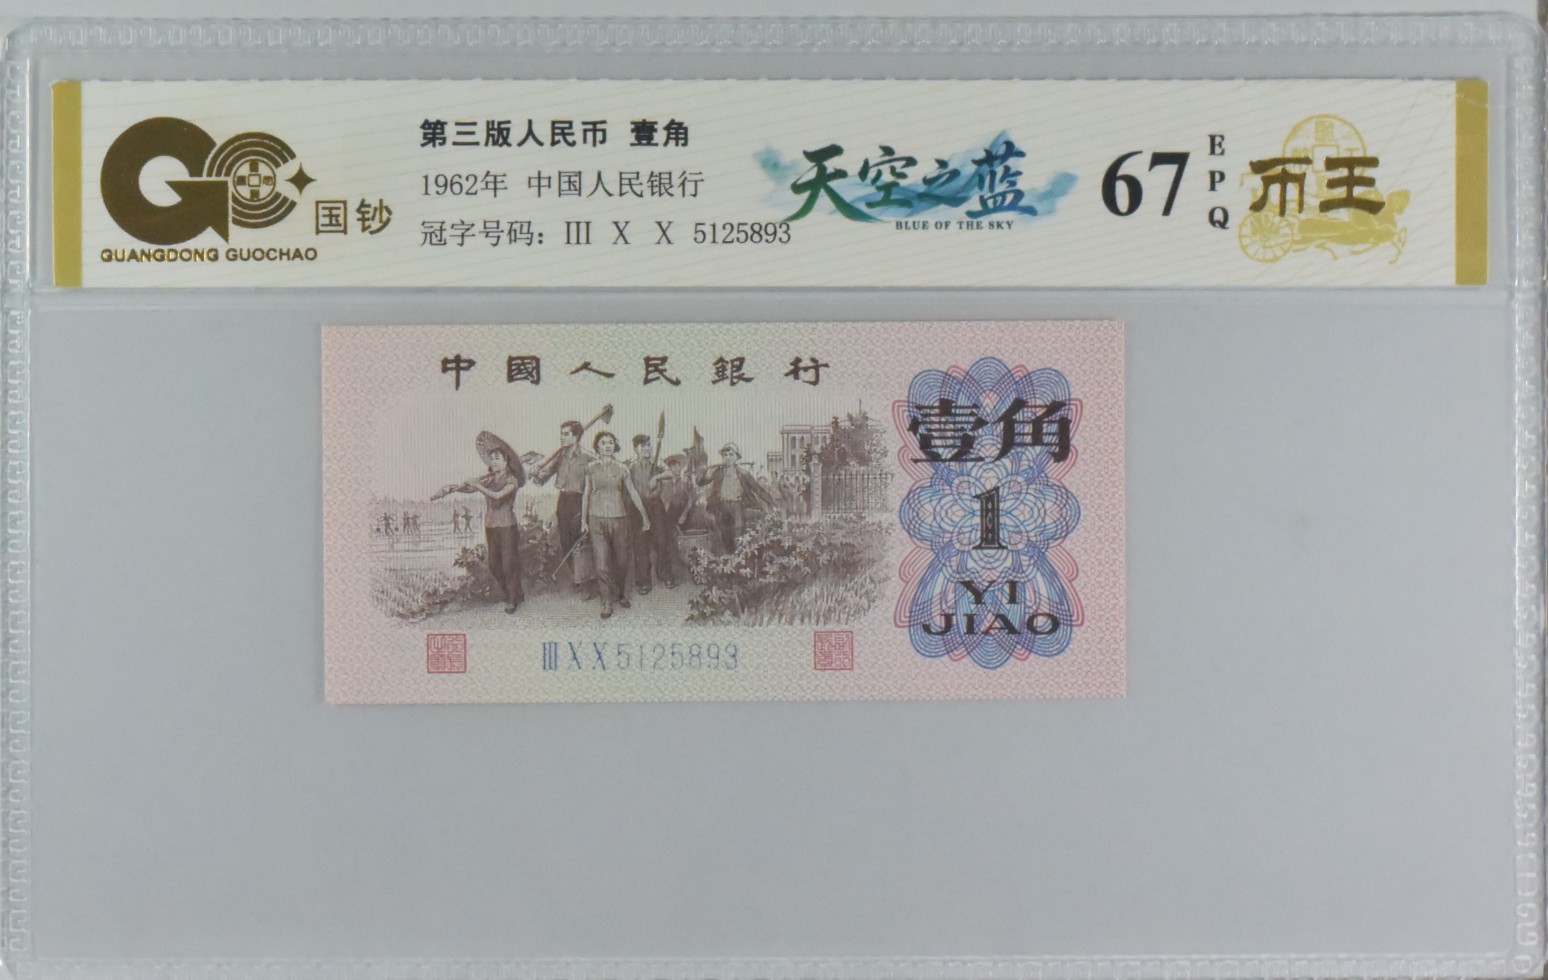 国钞
QUANGDONG GUOCHAO
第三版人民币 壹角
1962年 中国人民银行
冠字号码：III X X 5125893
天空之蓝
BLUE OF THE SKY
67
EPQ
币王
中國人民銀行
壹角
1
YI
JIAO
III X X 5125893